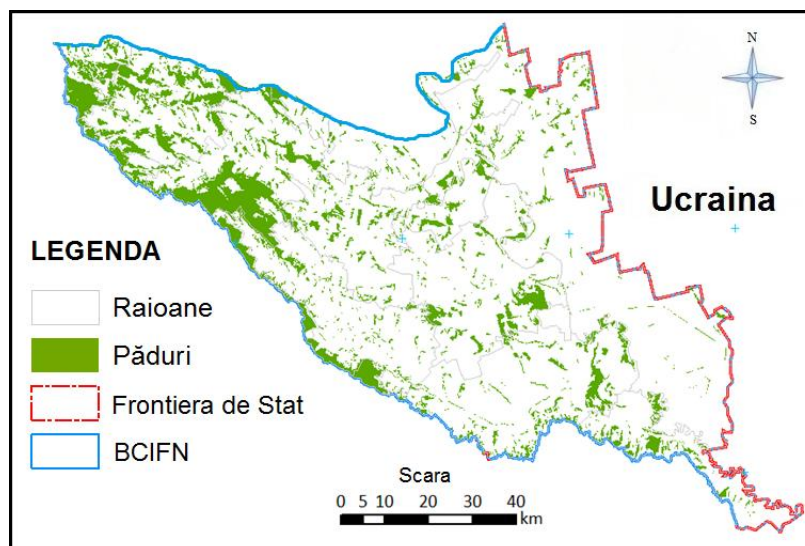 N
S
Ucraina
LEGENDA
Raioane
Păduri
Frontiera de Stat
BCIFN
Scara
0 5 10 20 30 40
km